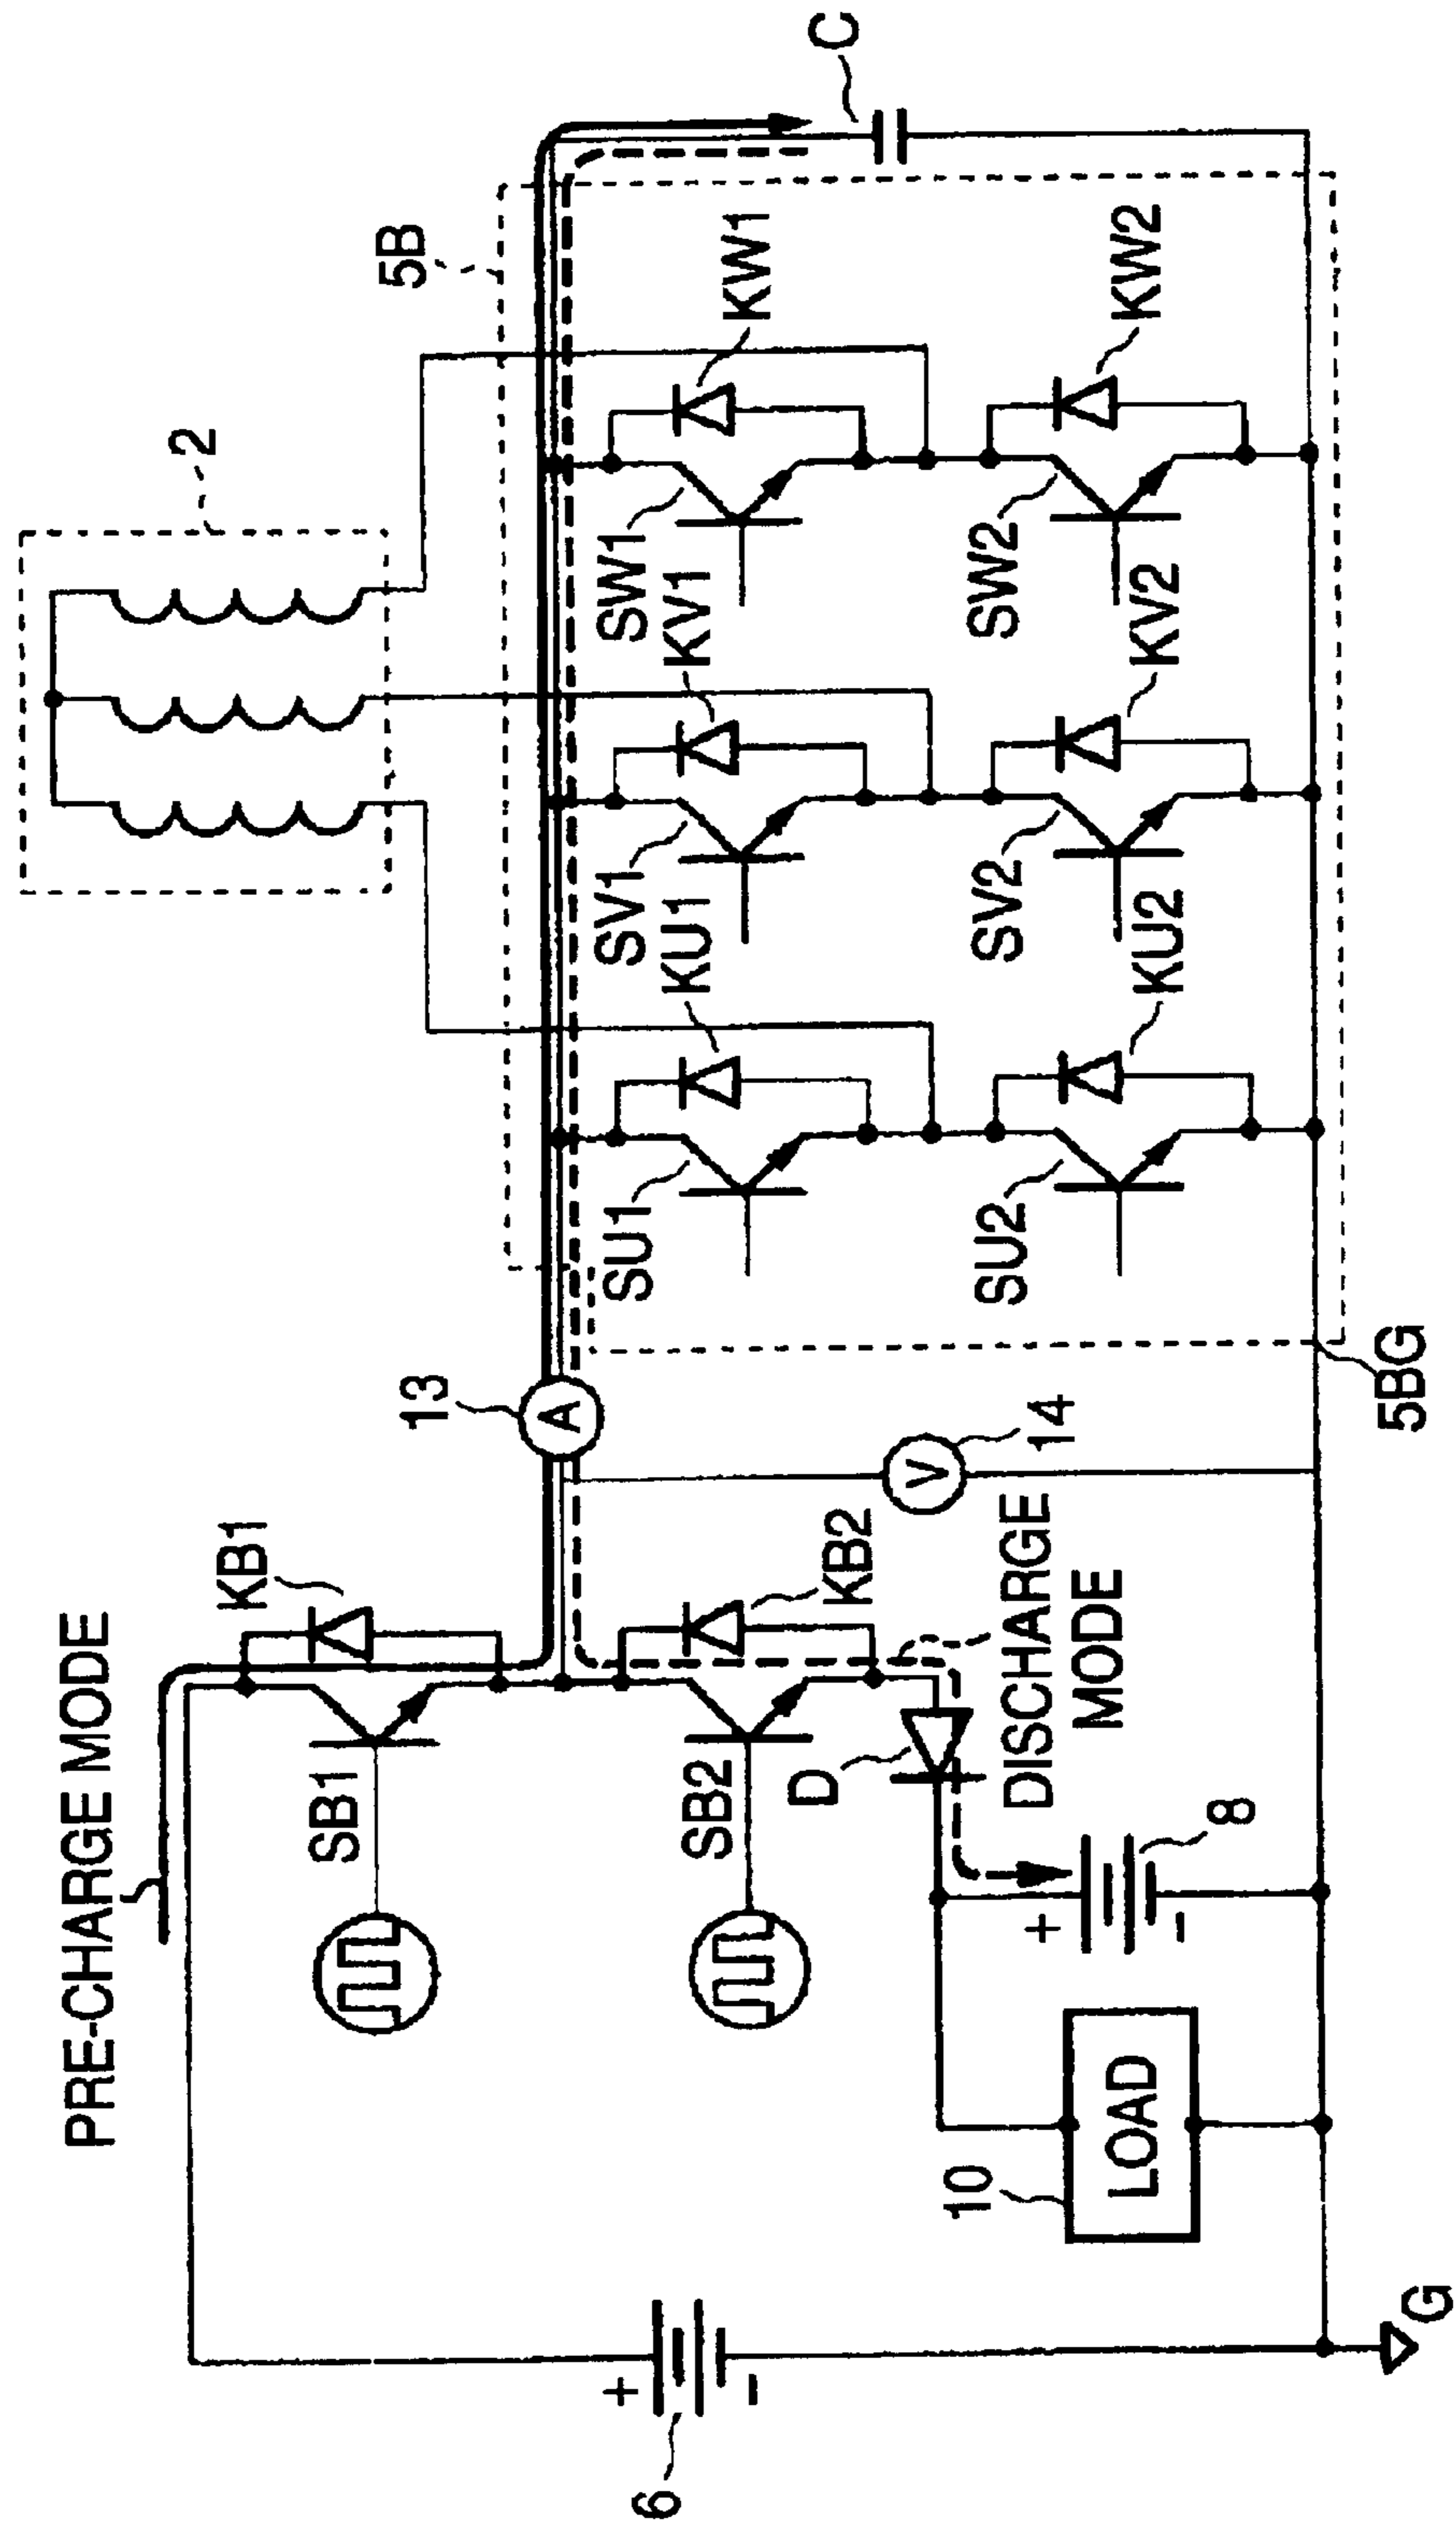 PRE-CHARGE MODE
KB1
SB1
KB2
SB2
D
DISCHARGE
MODE
6
+
-
10
LOAD
+
-
8
G
13
A
14
V
5BG
2
5B
SU1
KU1
SV1
KV1
SW1
KW1
SU2
KU2
SV2
KV2
SW2
KW2
C